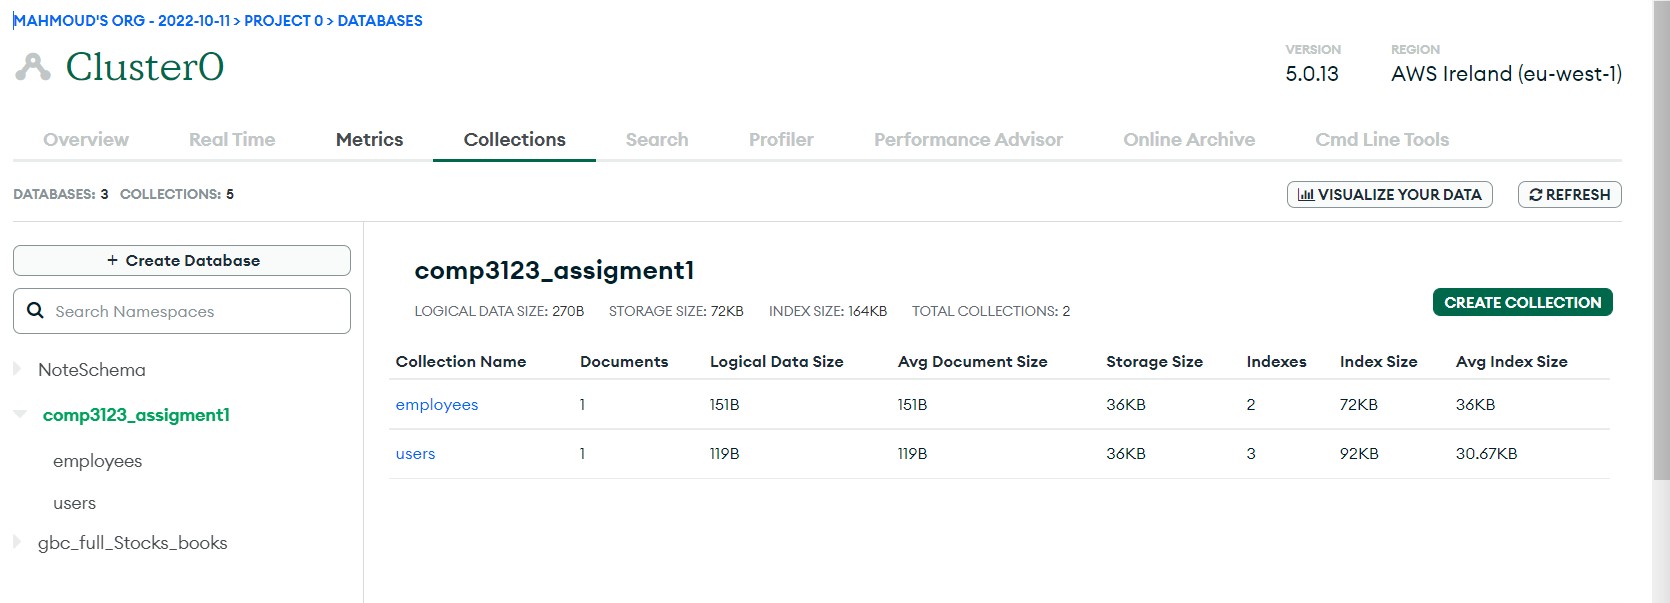 MAHMOUD'S ORG - 2022-10-11 > PROJECT 0 > DATABASES
Cluster0
VERSION REGION
5.0.13 AWS Ireland (eu-west-1)
Overview Real Time Metrics Collections Search Profiler Performance Advisor Online Archive Cmd Line Tools
DATABASES: 3 COLLECTIONS: 5
VISUALIZE YOUR DATA REFRESH
+ Create Database
Search Namespaces
NoteSchema
comp3123_assigment1
employees
users
gbc_full_Stocks_books
comp3123_assigment1
LOGICAL DATA SIZE: 270B STORAGE SIZE: 72KB INDEX SIZE: 164KB TOTAL COLLECTIONS: 2
CREATE COLLECTION
Collection Name Documents Logical Data Size Avg Document Size Storage Size Indexes Index Size Avg Index Size
employees 1 151B 151B 36KB 2 72KB 36KB
users 1 119B 119B 36KB 3 92KB 30.67KB